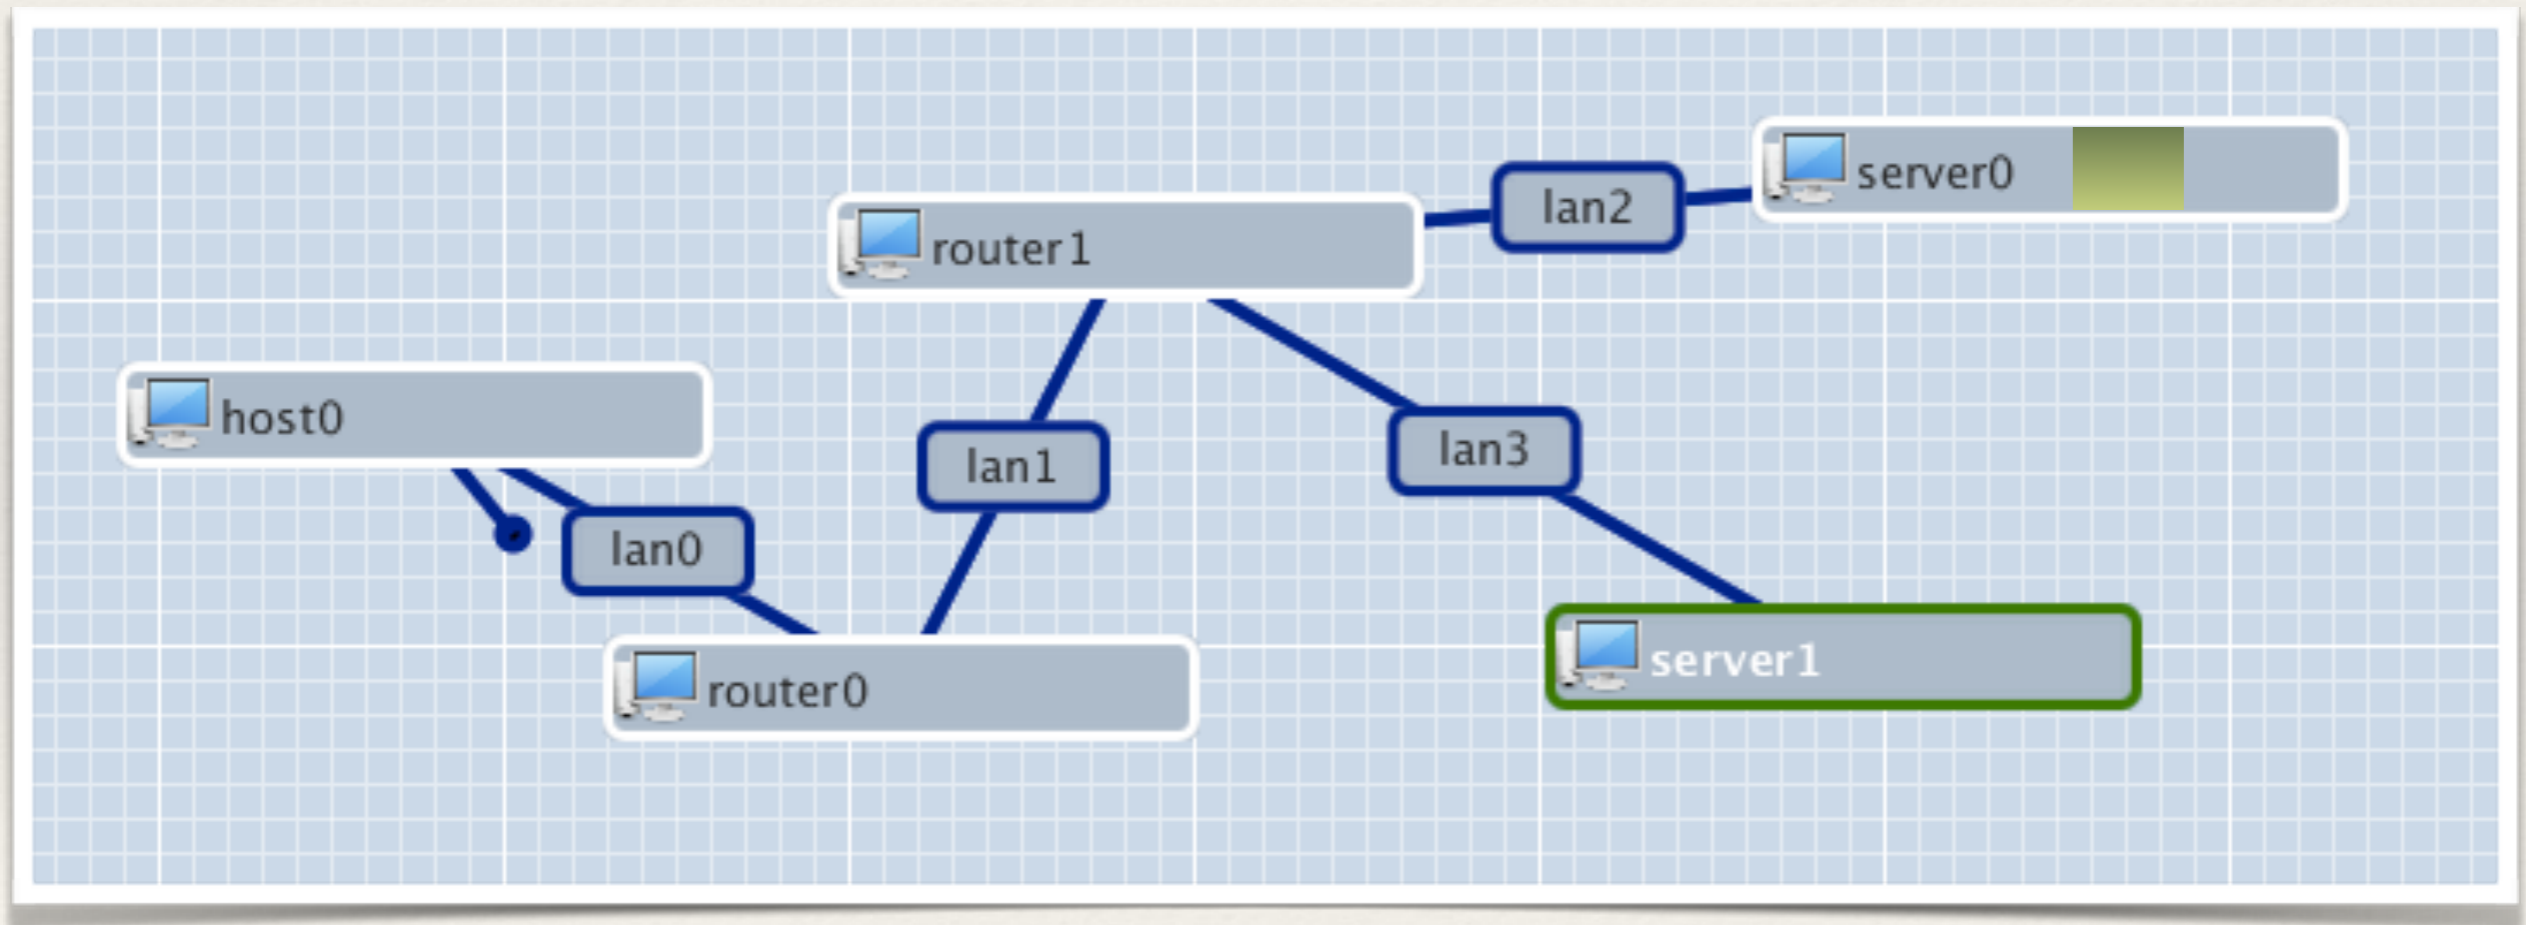 server0
lan2
router1
host0
lan3
lan1
lan0
server1
router0